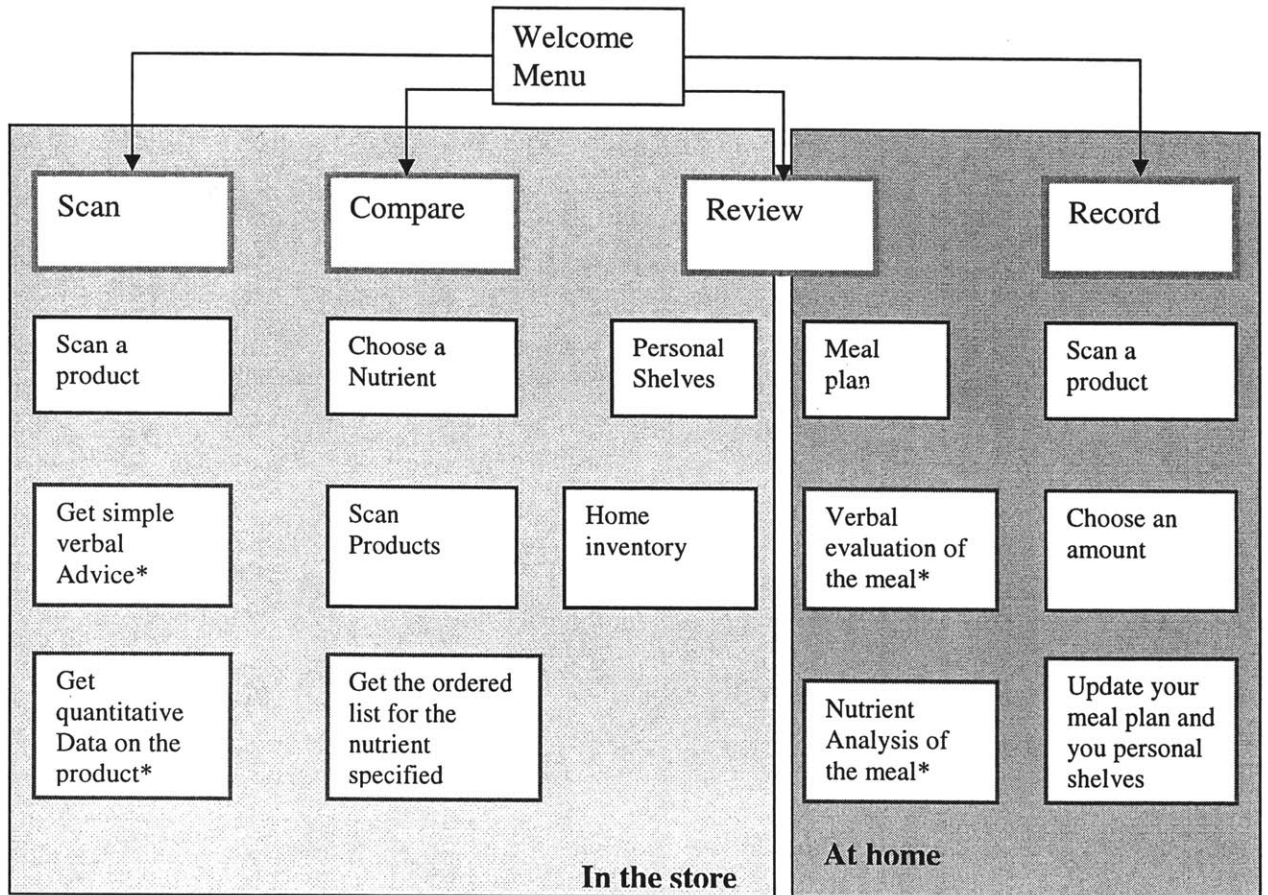 Welcome
Menu
Scan
Compare
Review
Record
Scan a
product
Choose a
Nutrient
Personal
Shelves
Meal
plan
Scan a
product
Get simple
verbal
Advice*
Scan
Products
Home
inventory
Verbal
evaluation of
the meal*
Choose an
amount
Get
quantitative
Data on the
product*
Get the ordered
list for the
nutrient
specified
Nutrient
Analysis of
the meal*
Update your
meal plan and
you personal
shelves
In the store
At home